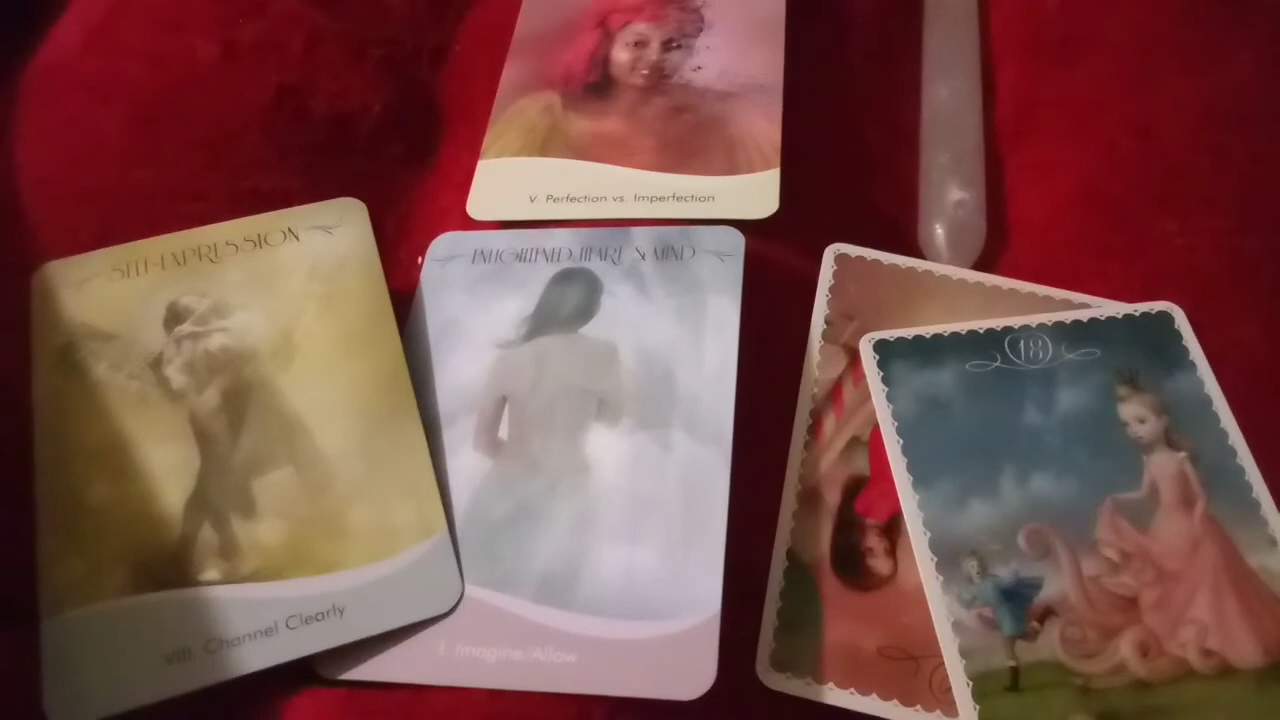 V. Perfection vs. Imperfection
SELF-EXPRESSION
VIII. Channel Clearly
ENLIGHTENED HEART & MIND
I. Imagine/Allow
18